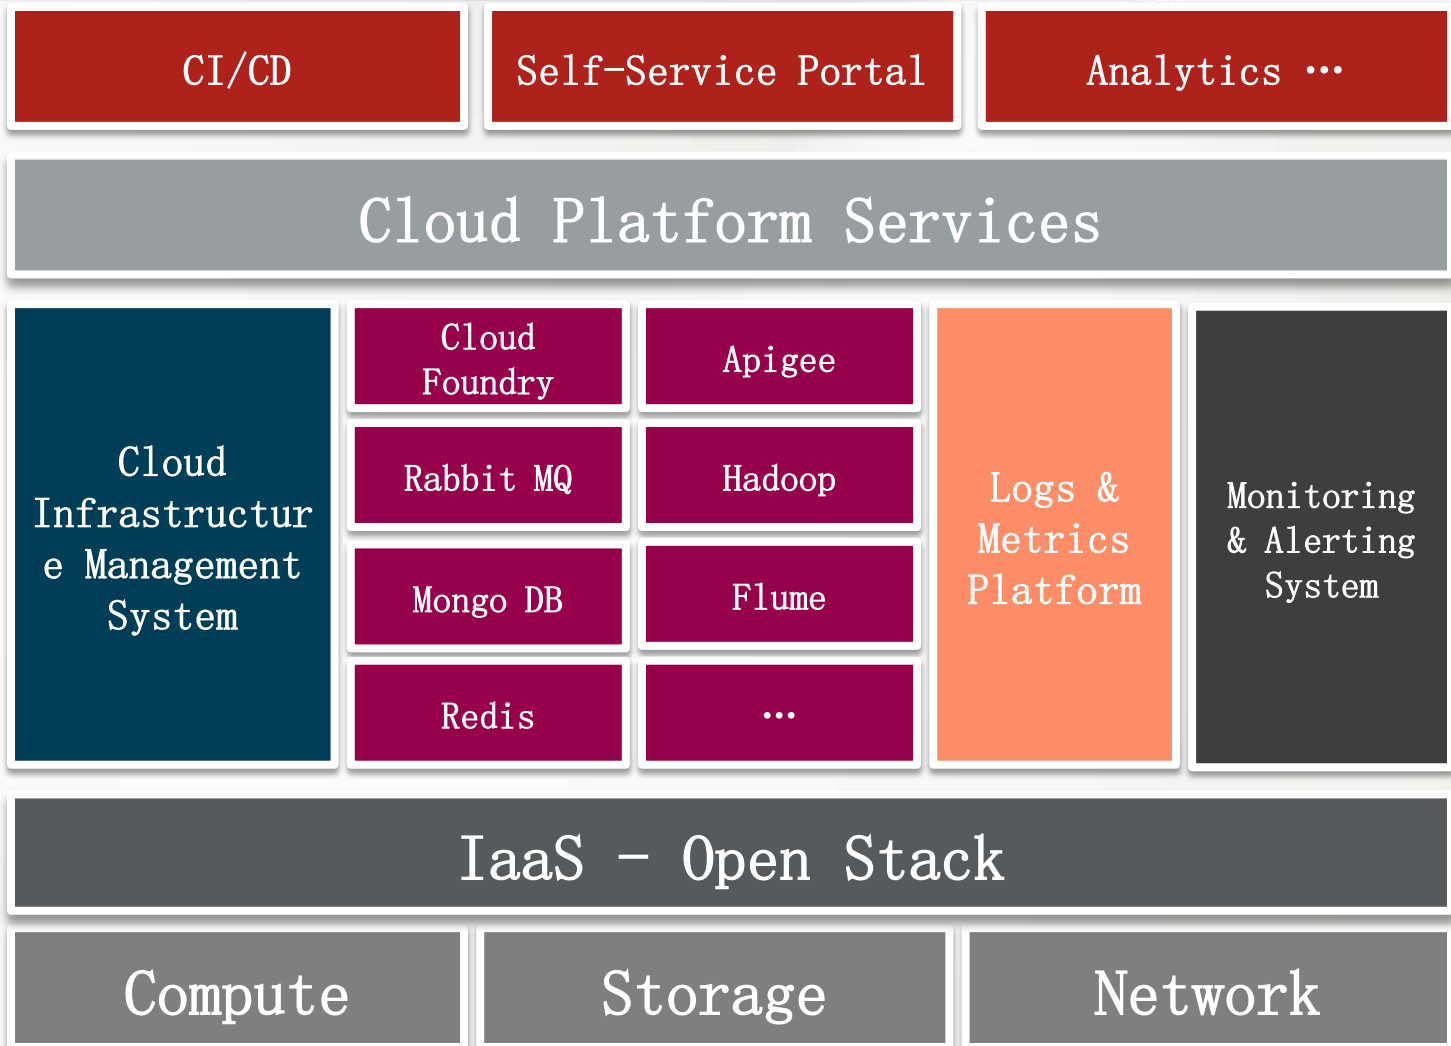 CI/CD
Self-Service Portal
Analytics …
Cloud Platform Services
Cloud
Infrastructur
e Management
System
Cloud
Foundry
Apigee
Rabbit MQ
Hadoop
Mongo DB
Flume
Redis
…
Logs &
Metrics
Platform
Monitoring
& Alerting
System
IaaS - Open Stack
Compute
Storage
Network